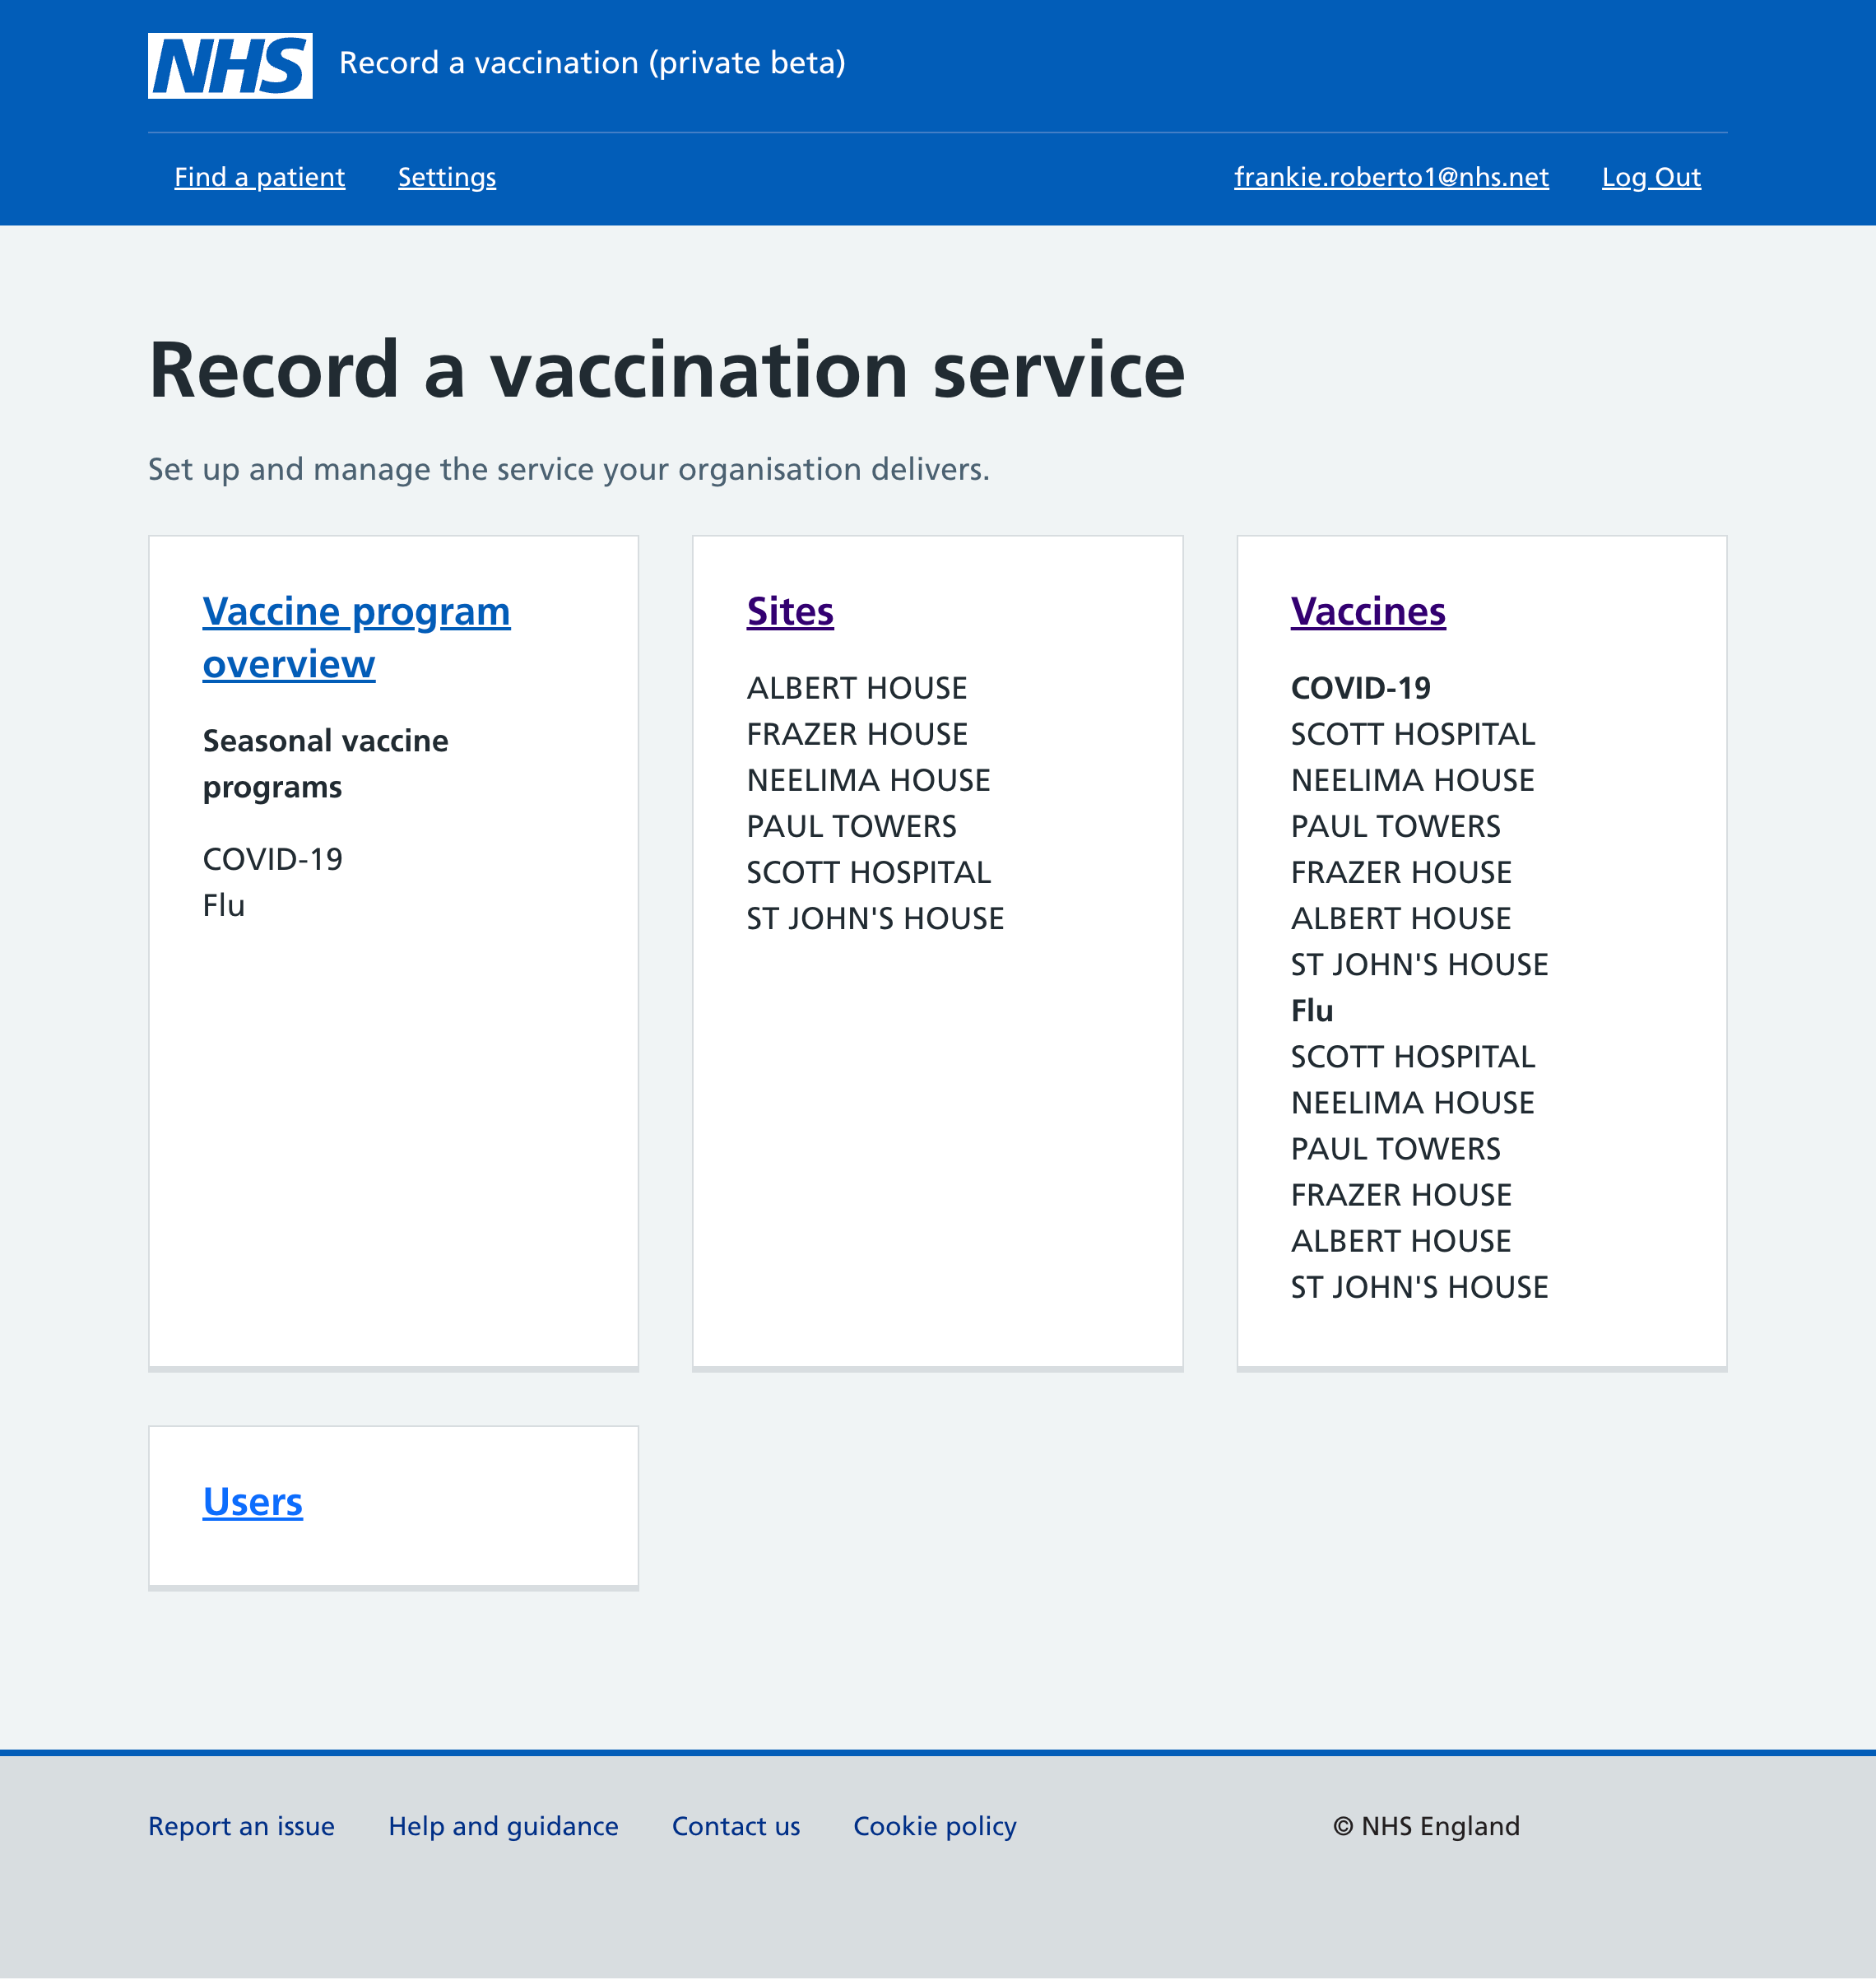 NHS Record a vaccination (private beta)
Find a patient Settings frankie.roberto1@nhs.net Log Out
Record a vaccination service
Set up and manage the service your organisation delivers.
Vaccine program
overview
Seasonal vaccine
programs
COVID-19
Flu
Sites
ALBERT HOUSE
FRAZER HOUSE
NEELIMA HOUSE
PAUL TOWERS
SCOTT HOSPITAL
ST JOHN'S HOUSE
Vaccines
COVID-19
SCOTT HOSPITAL
NEELIMA HOUSE
PAUL TOWERS
FRAZER HOUSE
ALBERT HOUSE
ST JOHN'S HOUSE
Flu
SCOTT HOSPITAL
NEELIMA HOUSE
PAUL TOWERS
FRAZER HOUSE
ALBERT HOUSE
ST JOHN'S HOUSE
Users
Report an issue Help and guidance Contact us Cookie policy © NHS England